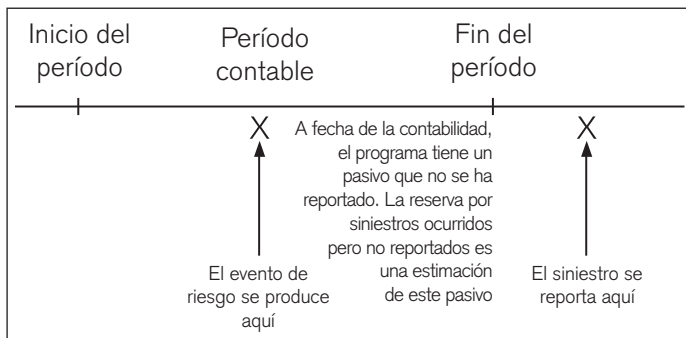 Inicio del
período
Período
contable
Fin del
período
X
A fecha de la contabilidad,
el programa tiene un
pasivo que no se ha
reportado. La reserva por
siniestros ocurridos
pero no reportados es
una estimación
de este pasivo
X
El evento de
riesgo se produce
aquí
El siniestro se
reporta aquí